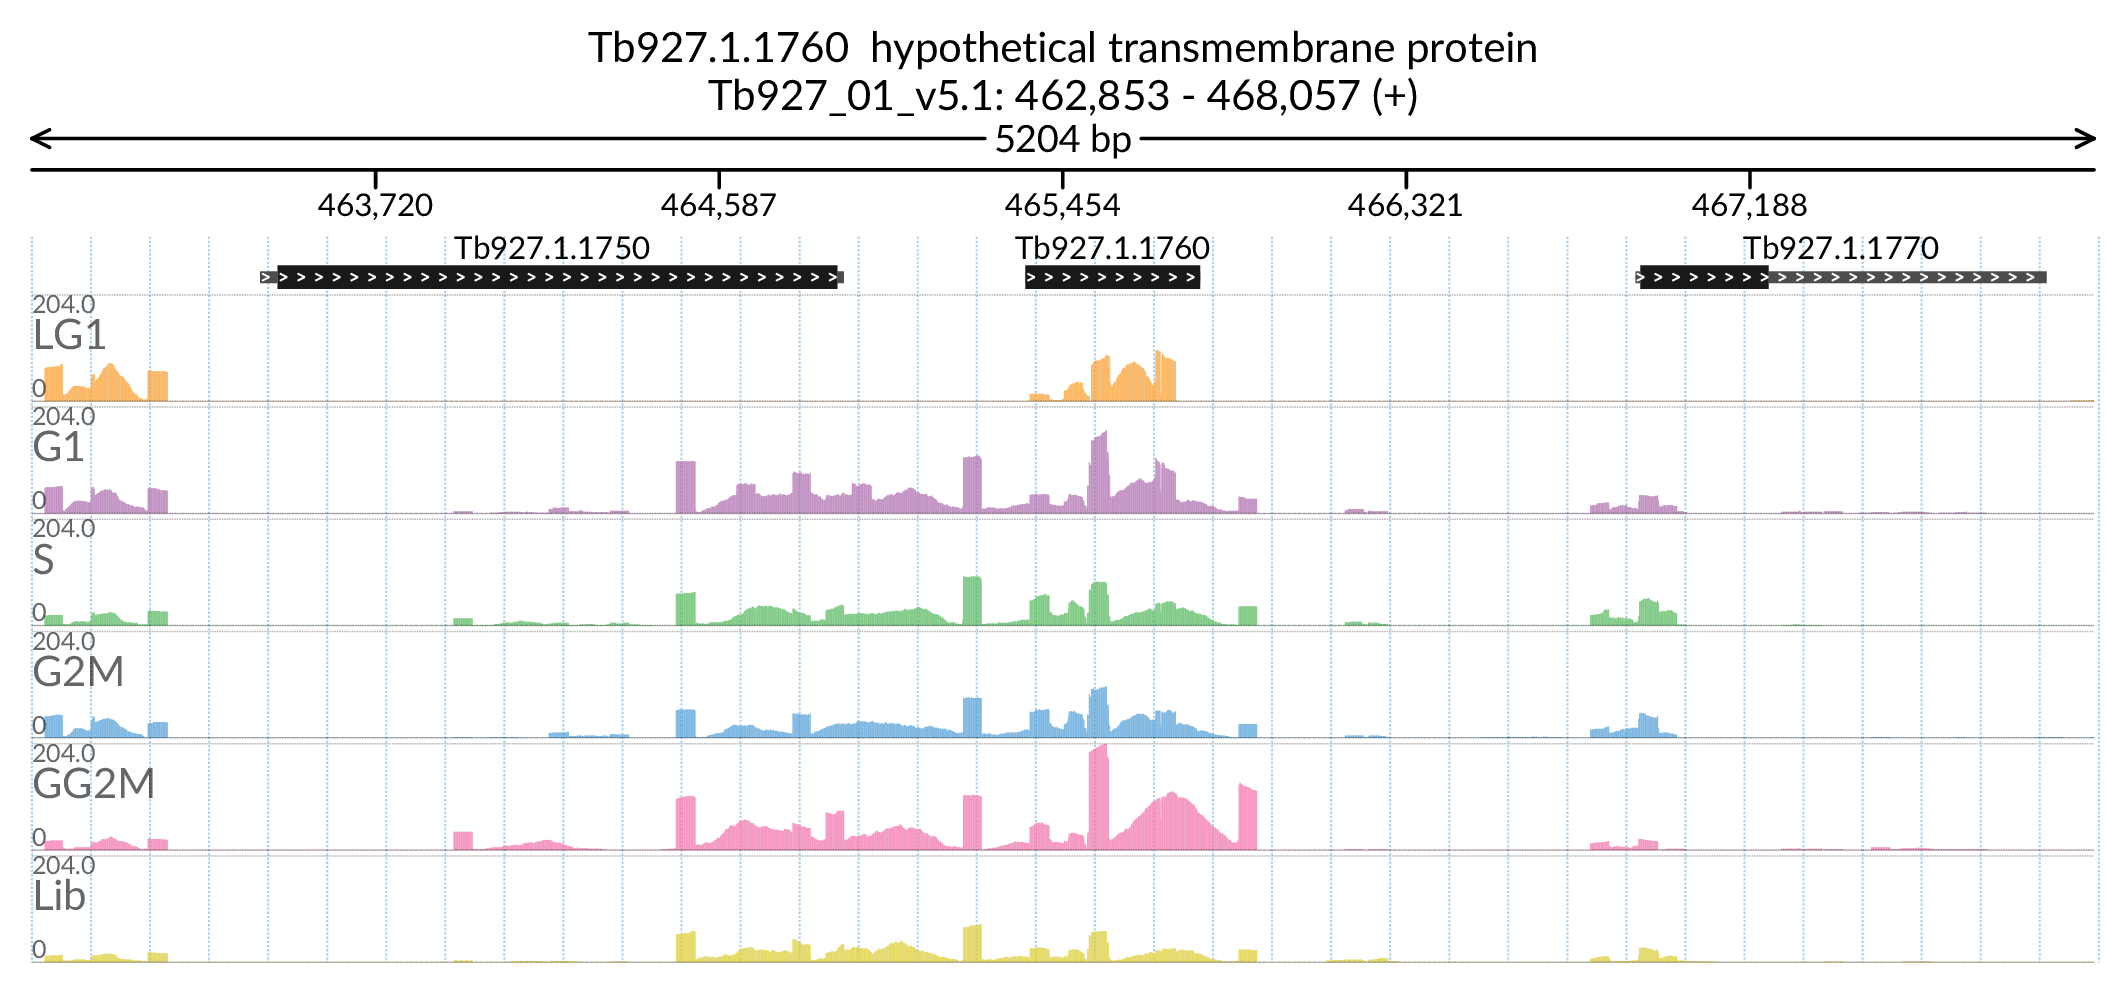 Tb927.1.1760  hypothetical transmembrane protein
Tb927_01_v5.1: 462,853 - 468,057 (+)
5204 bp
463,720 464,587 465,454 466,321 467,188
Tb927.1.1750 Tb927.1.1760 Tb927.1.1770
204.0
LG1
0
204.0
G1
0
204.0
S
0
204.0
G2M
0
204.0
GG2M
0
204.0
Lib
0